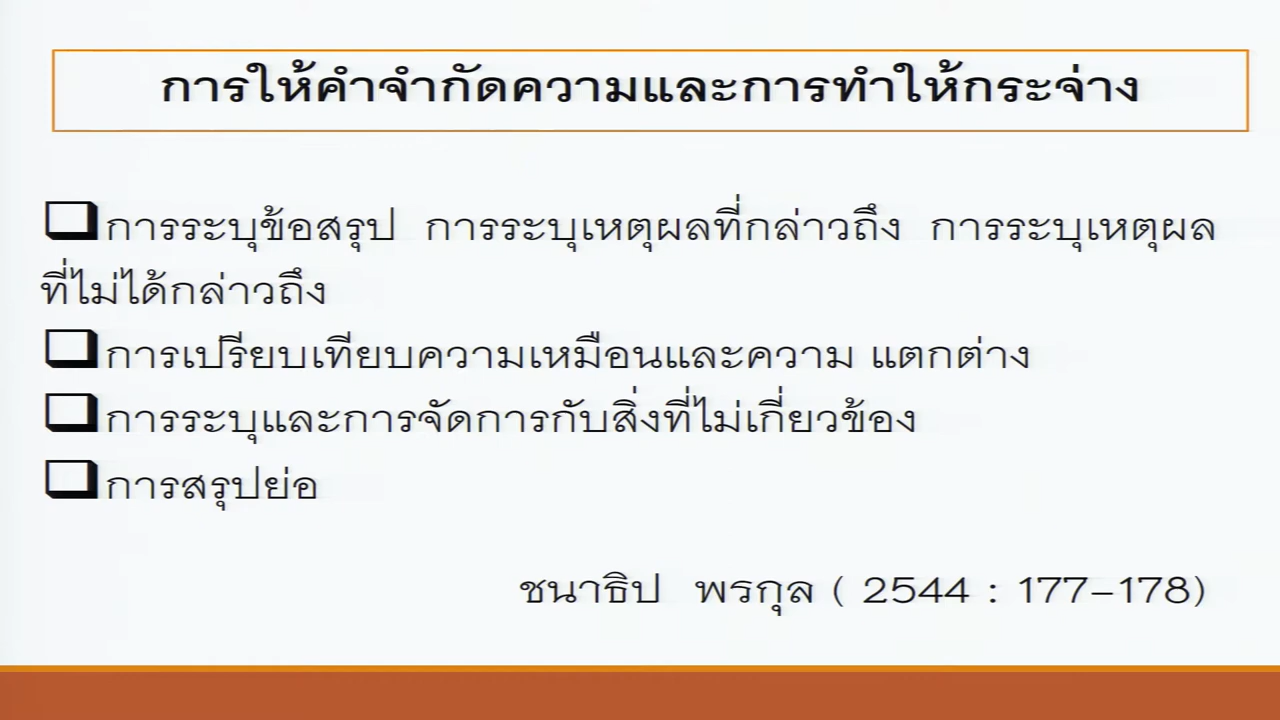 การให้คำจำกัดความและการทำให้กระจ่าง
การระบุข้อสรุป การระบุเหตุผลที่กล่าวถึง การระบุเหตุผล
ที่ไม่ได้กล่าวถึง
การเปรียบเทียบความเหมือนและความ แตกต่าง
การระบุและการจัดการกับสิ่งที่ไม่เกี่ยวข้อง
การสรุปย่อ
ชนาธิป พรกุล ( 2544 : 177–178)